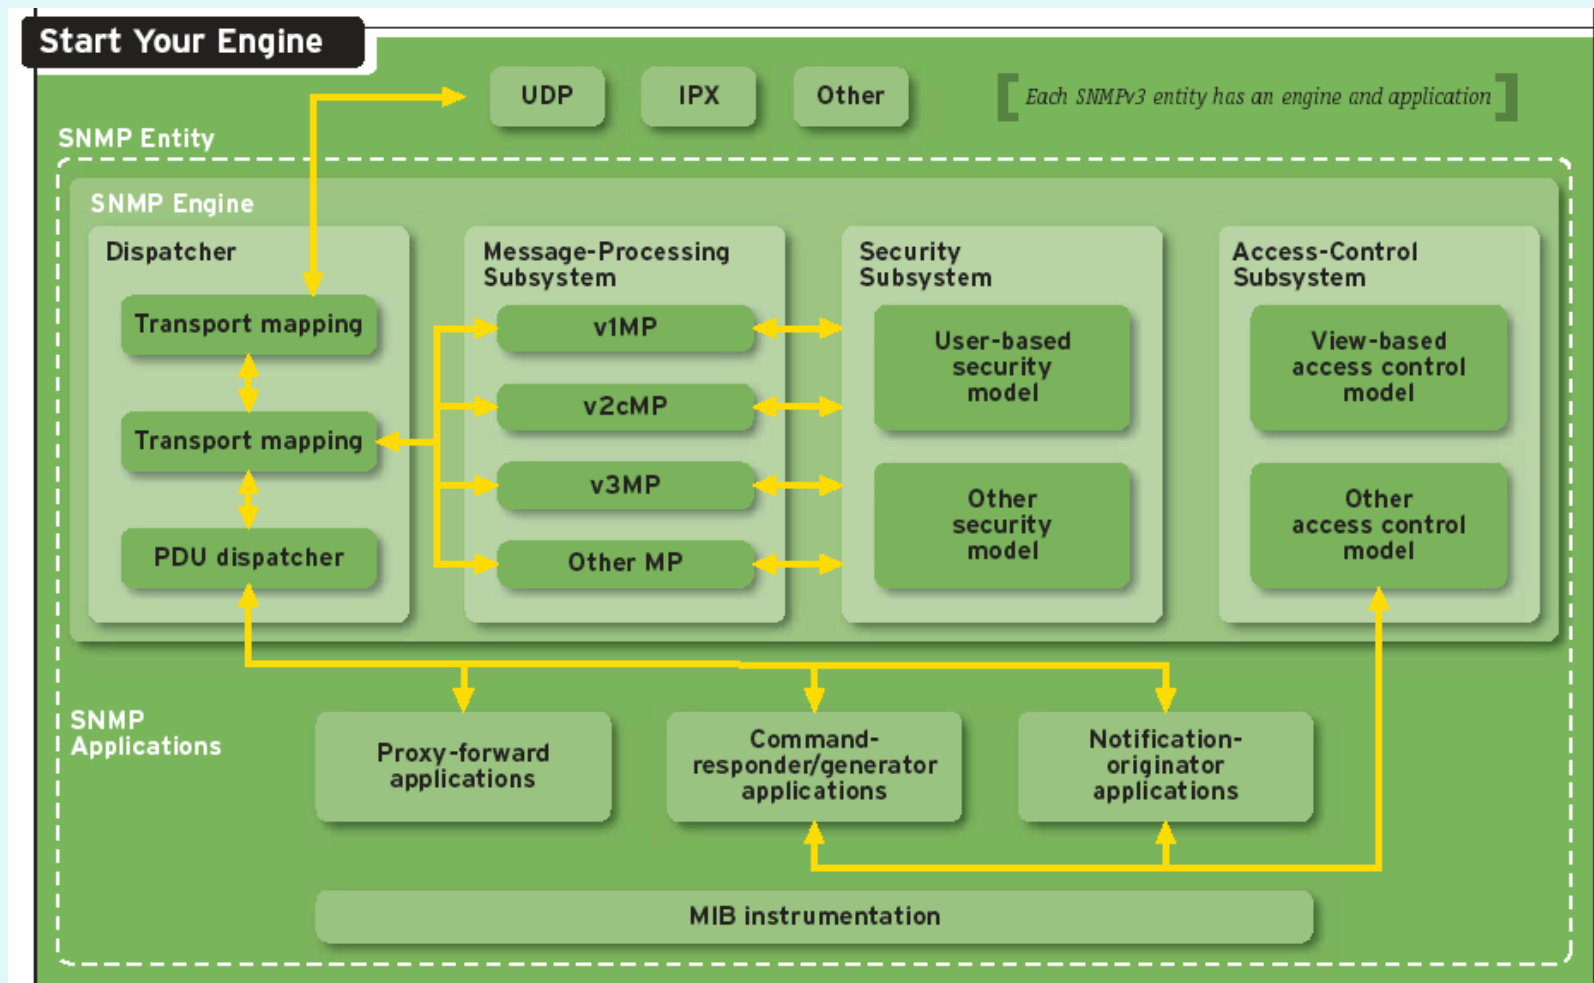 Start Your Engine
UDP
IPX
Other
[Each SNMPv3 entity has an engine and application]
SNMP Entity
SNMP Engine
Dispatcher
Transport mapping
Transport mapping
PDU dispatcher
Message-Processing
Subsystem
v1MP
v2cMP
v3MP
Other MP
Security
Subsystem
User-based
security
model
Other
security
model
Access-Control
Subsystem
View-based
access control
model
Other
access control
model
SNMP
Applications
Proxy-forward
applications
Command-
responder/generator
applications
Notification-
originator
applications
MIB instrumentation